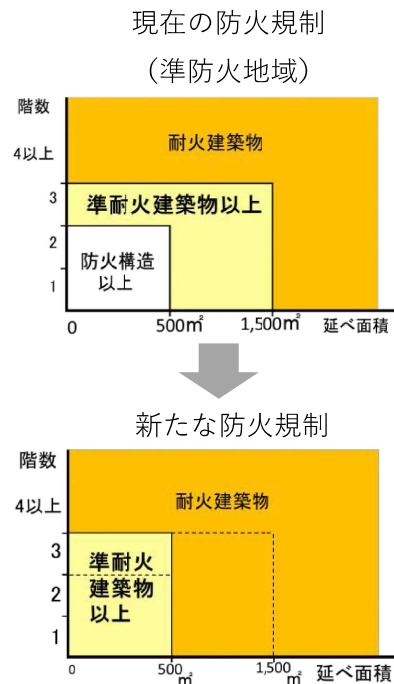 現在の防火規制
（準防火地域）
階数
4以上
耐火建築物
3
準耐火建築物以上
2
防火構造
以上
1
0
500㎡
1,500㎡
延べ面積
新たな防火規制
階数
4以上
耐火建築物
3
準耐火
2
建築物
以上
1
0
500
㎡
1,500
㎡
延べ面積